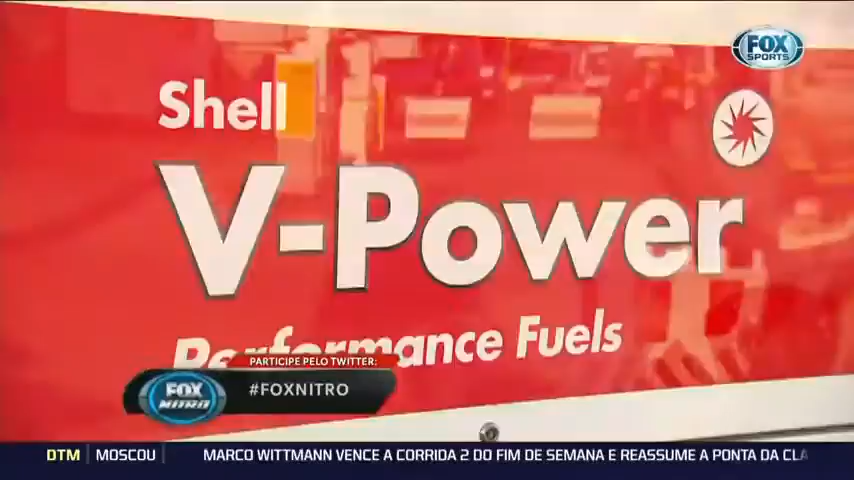 FOX
SPORTS
Shell
V-Power
Performance Fuels
PARTICIPE PELO TWITTER:
FOX
NITRO
#FOXNITRO
DTM MOSCOU MARCO WITTMANN VENCE A CORRIDA 2 DO FIM DE SEMANA E REASSUME A PONTA DA CLA